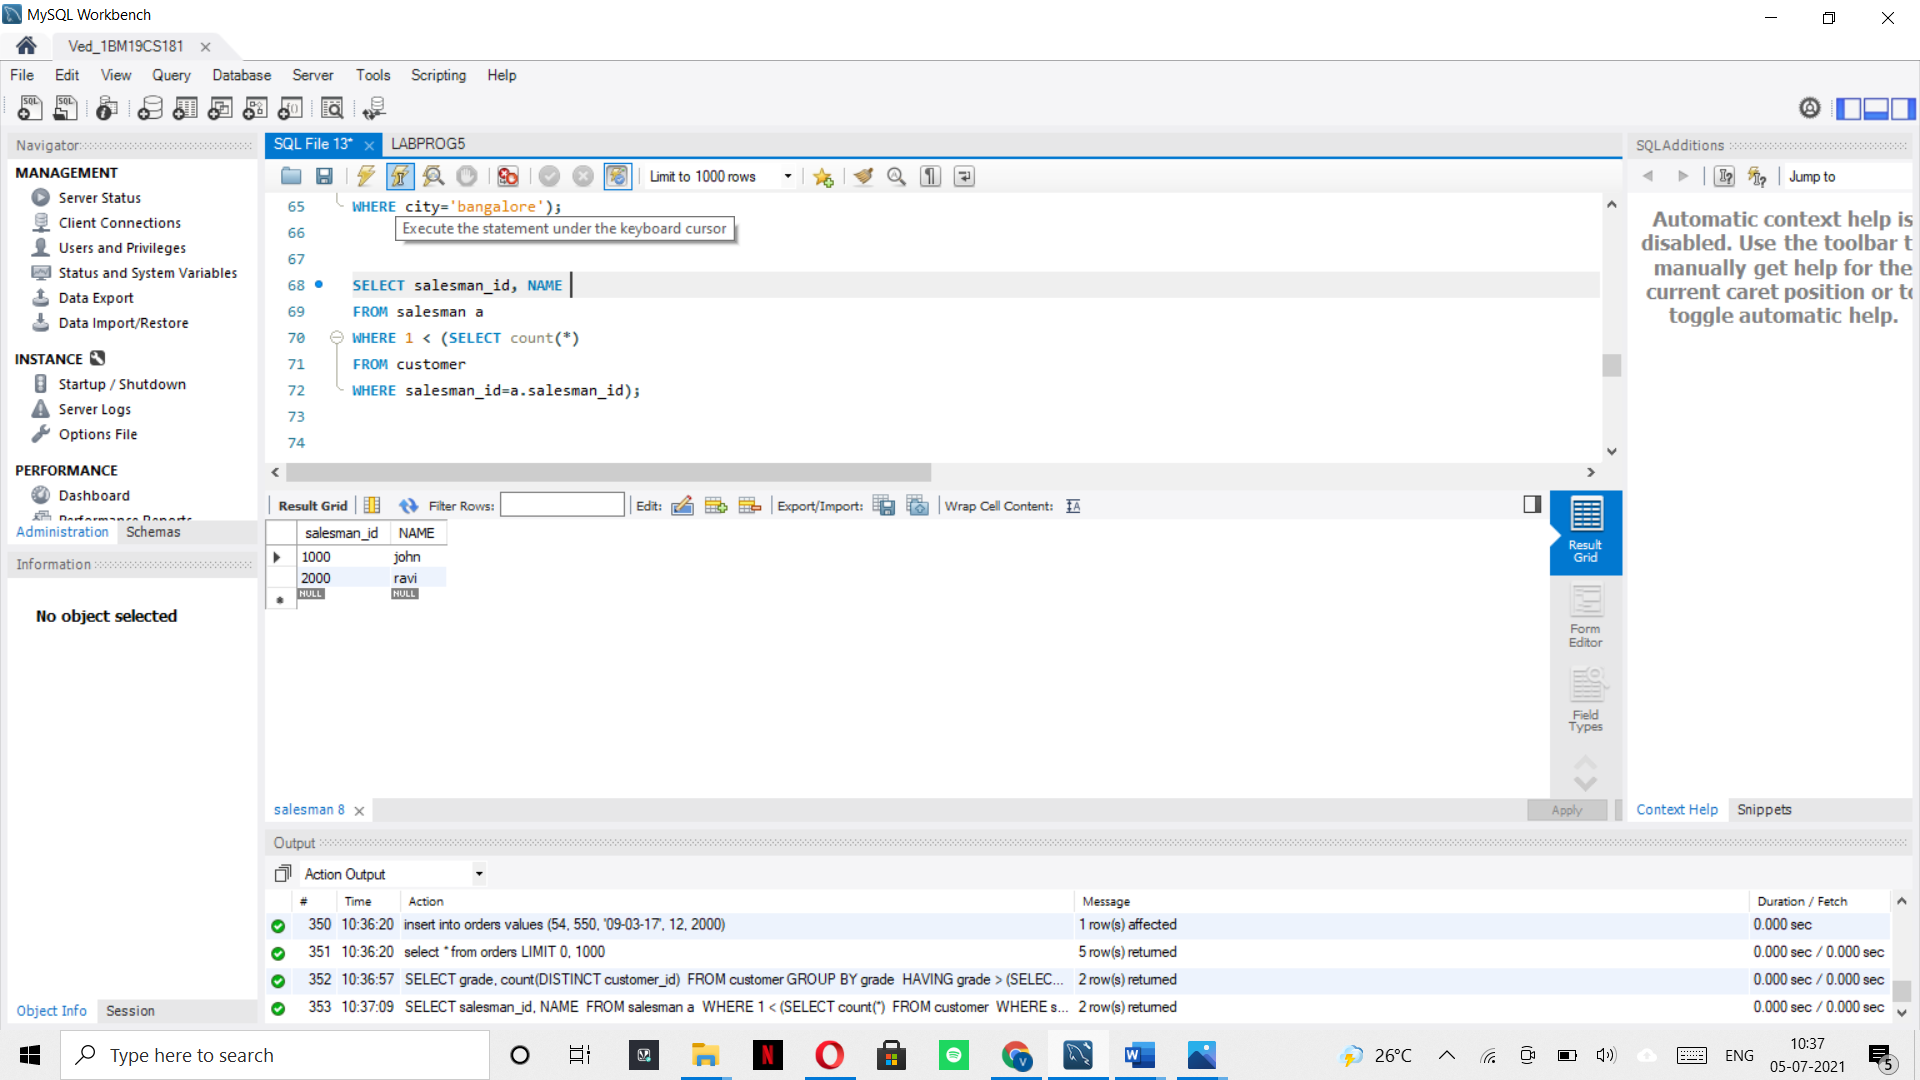 MySQL Workbench
Ved_1BM19CS181
File Edit View Query Database Server Tools Scripting Help
Navigator
MANAGEMENT
Server Status
Client Connections
Users and Privileges
Status and System Variables
Data Export
Data Import/Restore
INSTANCE
Startup / Shutdown
Server Logs
Options File
PERFORMANCE
Dashboard
Performance Reports
Administration Schemas
Information
No object selected
Object Info Session
SQL File 13* LABPROG5
Limit to 1000 rows
65 WHERE city='bangalore');
Execute the statement under the keyboard cursor
66
67
68 SELECT salesman_id, NAME
69 FROM salesman a
70 WHERE 1 < (SELECT count(*)
71 FROM customer
72 WHERE salesman_id=a.salesman_id);
73
74
Result Grid Filter Rows: Edit: Export/Import: Wrap Cell Content:
salesman_id NAME
1000 john
2000 ravi
NULL NULL
Result Grid
Form Editor
Field Types
salesman 8
Apply
SQLAdditions
Jump to
Automatic context help is
disabled. Use the toolbar t
manually get help for the
current caret position or to
toggle automatic help.
Context Help Snippets
Output
Action Output
# Time Action Message Duration / Fetch
350 10:36:20 insert into orders values (54, 550, '09-03-17', 12, 2000) 1 row(s) affected 0.000 sec
351 10:36:20 select * from orders LIMIT 0, 1000 5 row(s) returned 0.000 sec / 0.000 sec
352 10:36:57 SELECT grade, count(DISTINCT customer_id) FROM customer GROUP BY grade HAVING grade > (SELEC... 2 row(s) returned 0.000 sec / 0.000 sec
353 10:37:09 SELECT salesman_id, NAME FROM salesman a WHERE 1 < (SELECT count(*) FROM customer WHERE s... 2 row(s) returned 0.000 sec / 0.000 sec
Type here to search
26°C
ENG
10:37
05-07-2021
5